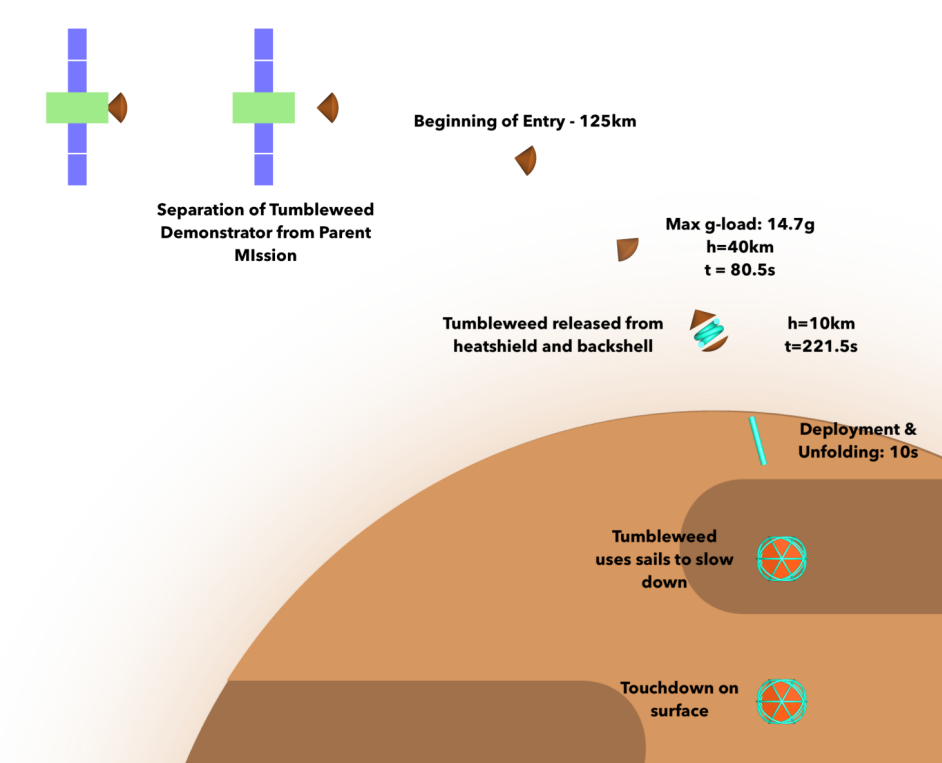 Beginning of Entry - 125km
Separation of Tumbleweed
Demonstrator from Parent
MIssion
Max g-load: 14.7g
h=40km
t = 80.5s
Tumbleweed released from
heatshield and backshell
h=10km
t=221.5s
Deployment &
Unfolding: 10s
Tumbleweed
uses sails to slow
down
Touchdown on
surface